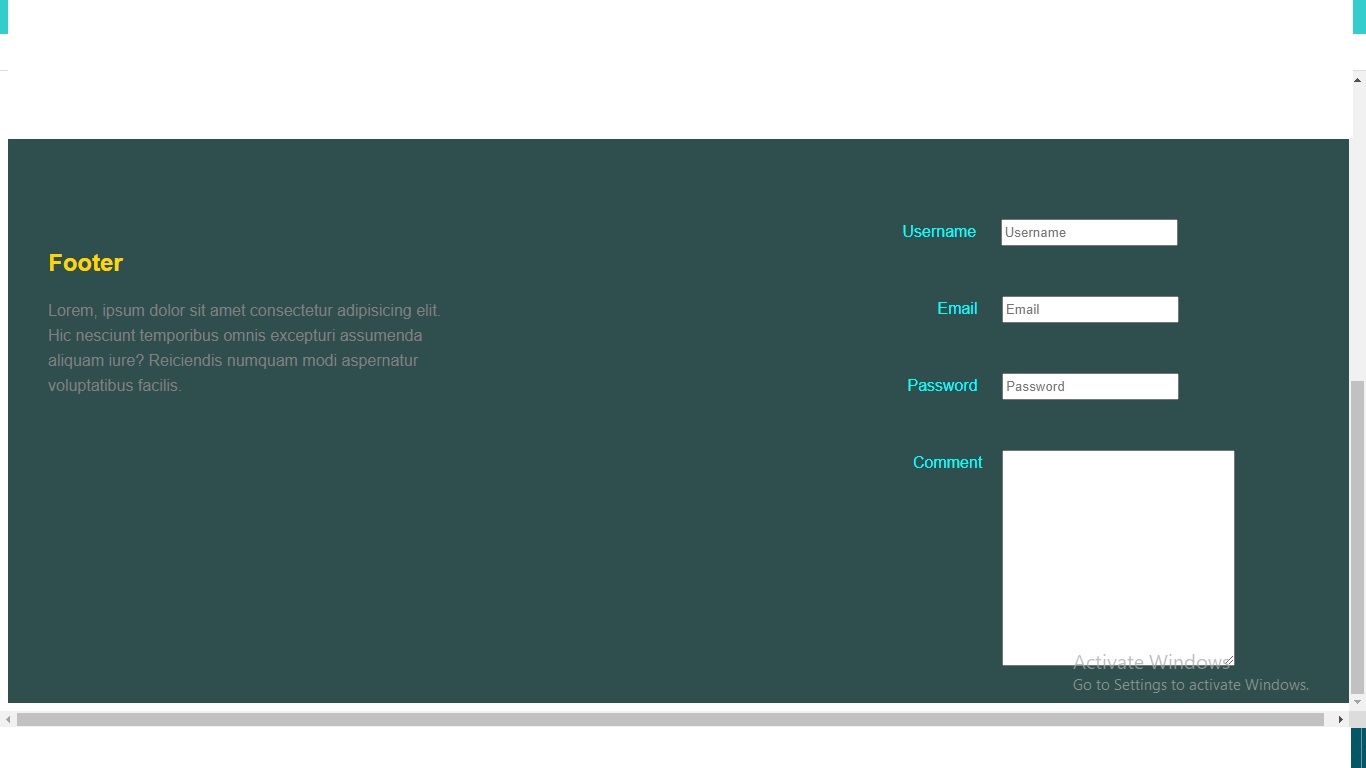 Footer
Lorem, ipsum dolor sit amet consectetur adipisicing elit.
Hic nesciunt temporibus omnis excepturi assumenda
aliquam iure? Reiciendis numquam modi aspernatur
voluptatibus facilis.
Username Username
Email Email
Password Password
Comment
Activate Windows
Go to Settings to activate Windows.